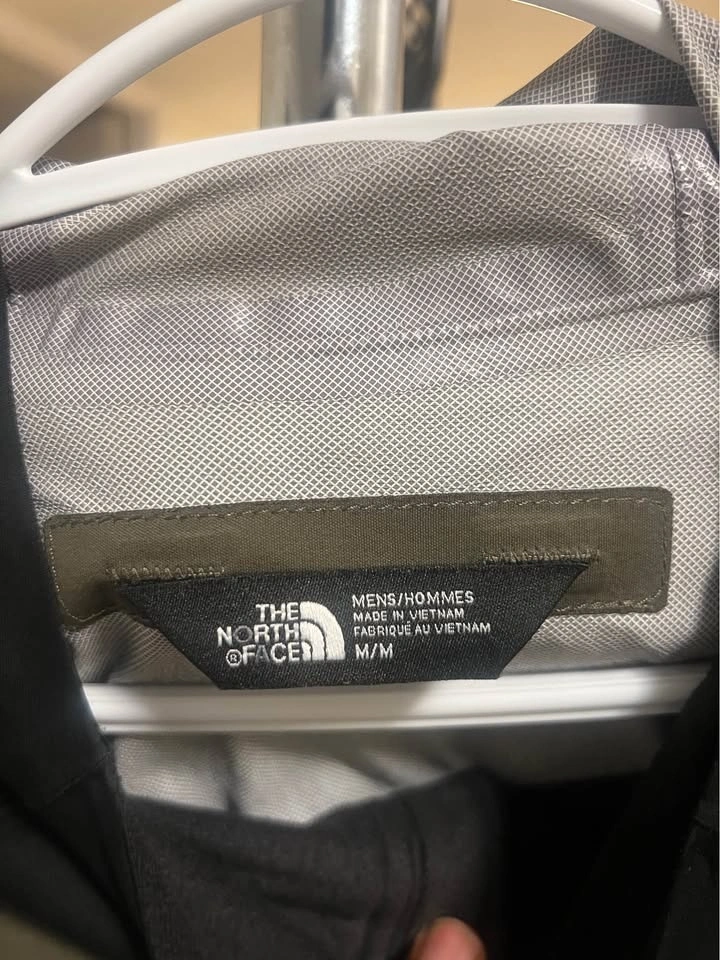 THE
NORTH
®FACE
MENS/HOMMES
MADE IN VIETNAM
FABRIQUÉ AU VIETNAM
M/M